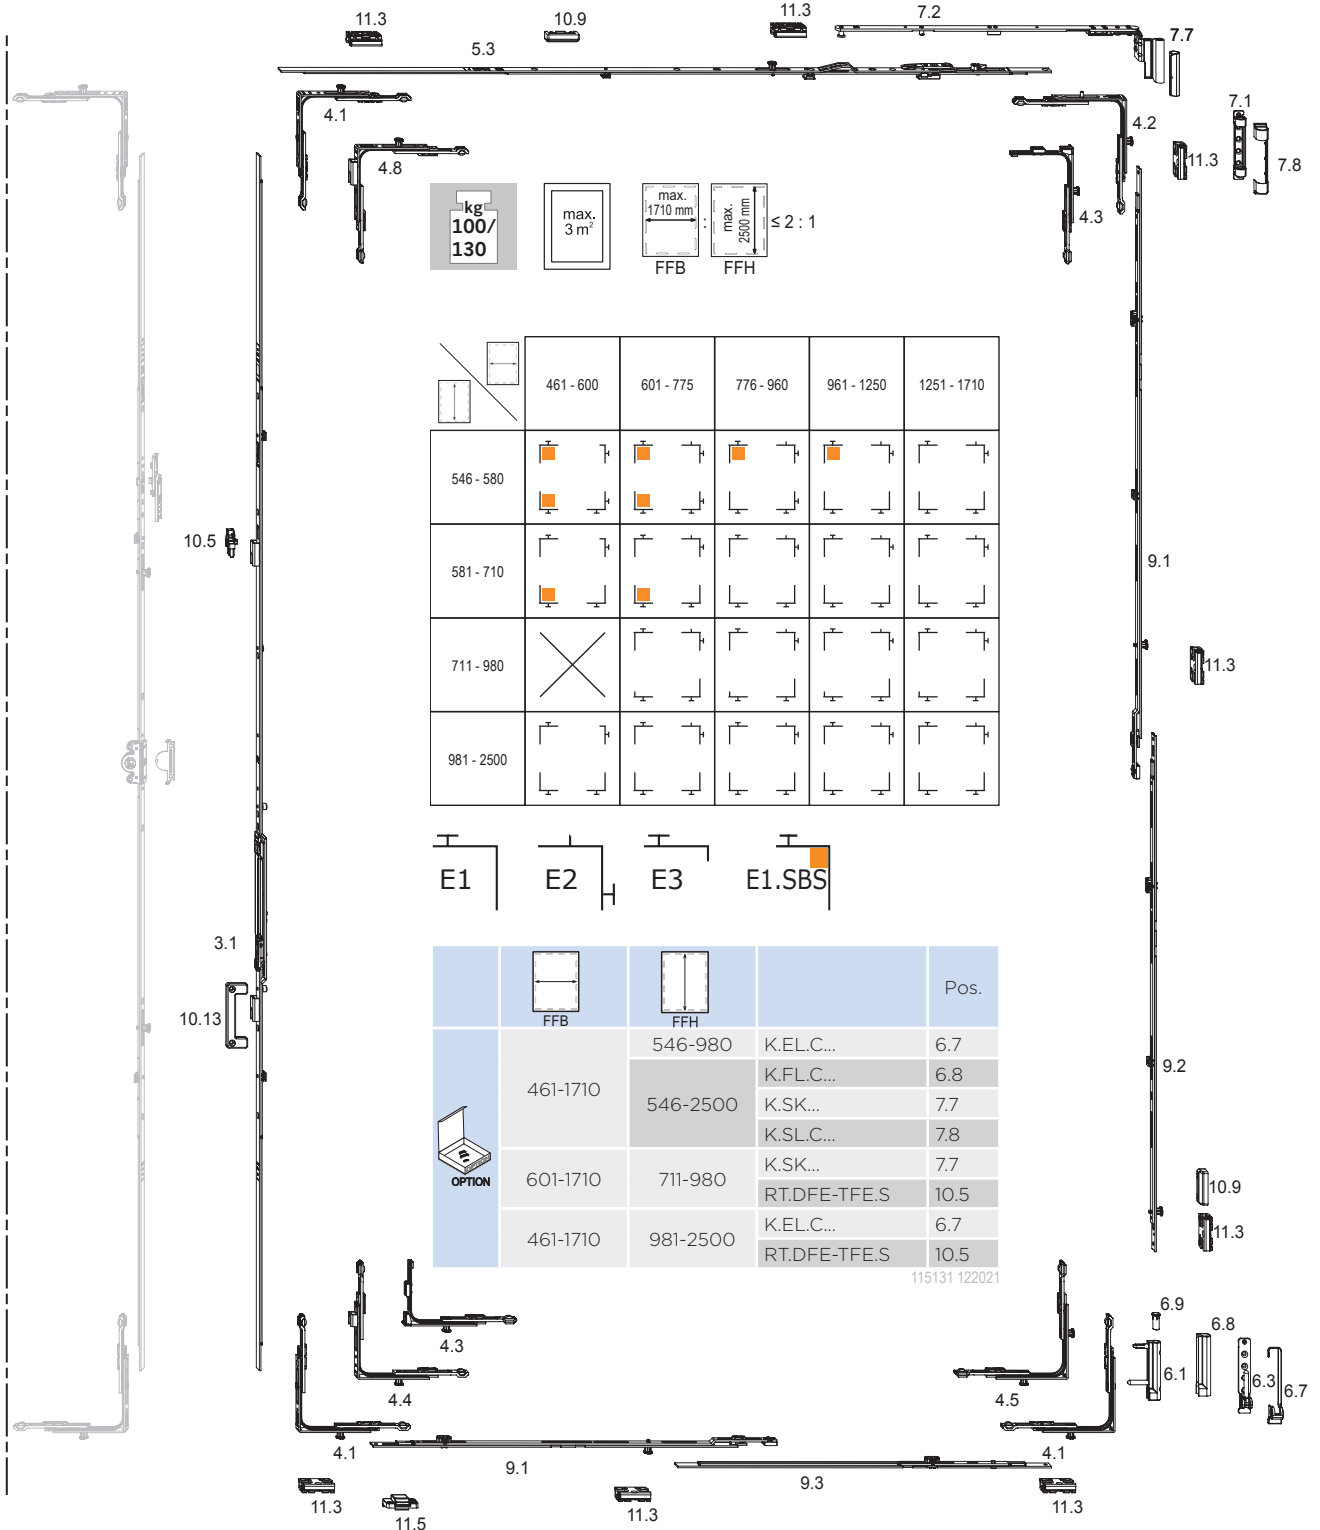 11.3
10.9
11.3
7.2
7.7
5.3
4.1
4.8
4.2
4.3
7.1
11.3
7.8
kg
100/
130
max.
3 m²
max.
1710 mm
:
max.
2500 mm
≤ 2 : 1
FFB
FFH
461 - 600
601 - 775
776 - 960
961 - 1250
1251 - 1710
546 - 580
581 - 710
711 - 980
981 - 2500
10.5
9.1
11.3
E1
E2
E3
E1.SBS
3.1
10.13
9.2
FFB
FFH
Pos.
OPTION
461-1710
546-980
K.EL.C...
6.7
546-2500
K.FL.C...
6.8
K.SK...
7.7
K.SL.C...
7.8
601-1710
711-980
K.SK...
7.7
RT.DFE-TFE.S
10.5
461-1710
981-2500
K.EL.C...
6.7
RT.DFE-TFE.S
10.5
115131 122021
10.9
11.3
6.9
6.8
6.1
6.3
6.7
4.3
4.4
4.5
4.1
9.1
9.3
4.1
11.3
11.5
11.3
11.3